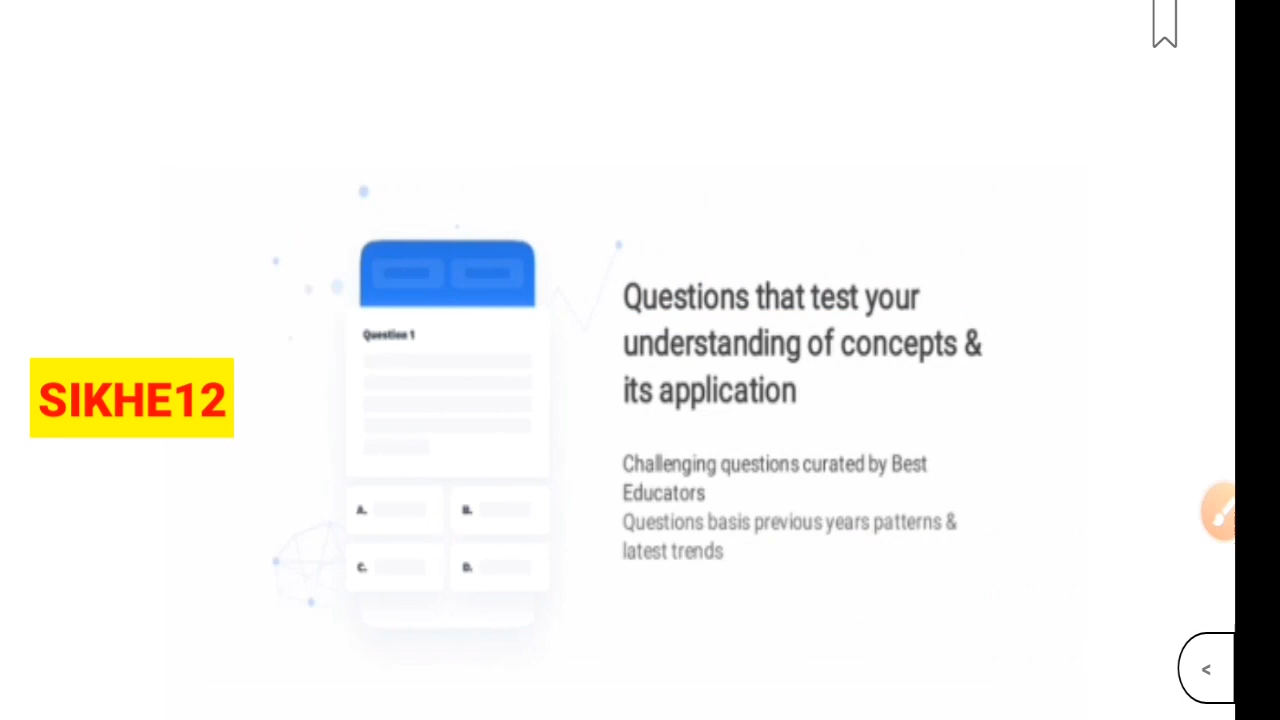 Questions that test your
understanding of concepts &
its application
Question 1
SIKHE12
Challenging questions curated by Best
Educators
Questions basis previous years patterns &
latest trends
A.
B.
C.
D.
<